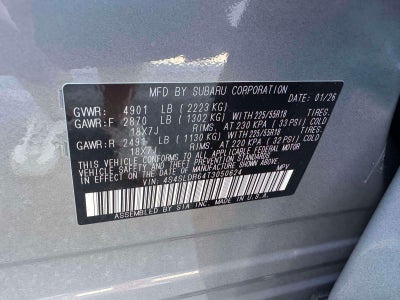 MFD BY SUBARU CORPORATION DATE: 01/26
GVWR: 4901 LB (2223 KG)
GAWR:F 2870 LB (1302 KG) WITH 225/55R18 TIRES.
18X7J RIMS, AT 230 KPA (33 PSI) COLD.
GAWR:R 2491 LB (1130 KG) WITH 225/55R18 TIRES.
18X7J RIMS, AT 220 KPA (32 PSI) COLD.
THIS VEHICLE CONFORMS TO ALL APPLICABLE FEDERAL MOTOR
VEHICLE SAFETY AND BUMPER STANDARDS IN EFFECT ON THE
DATE OF MANUFACTURE SHOWN ABOVE.
VIN: 4S4SLDR64T3050624 MPV
ASSEMBLED BY SIA INC, MADE IN U.S.A.